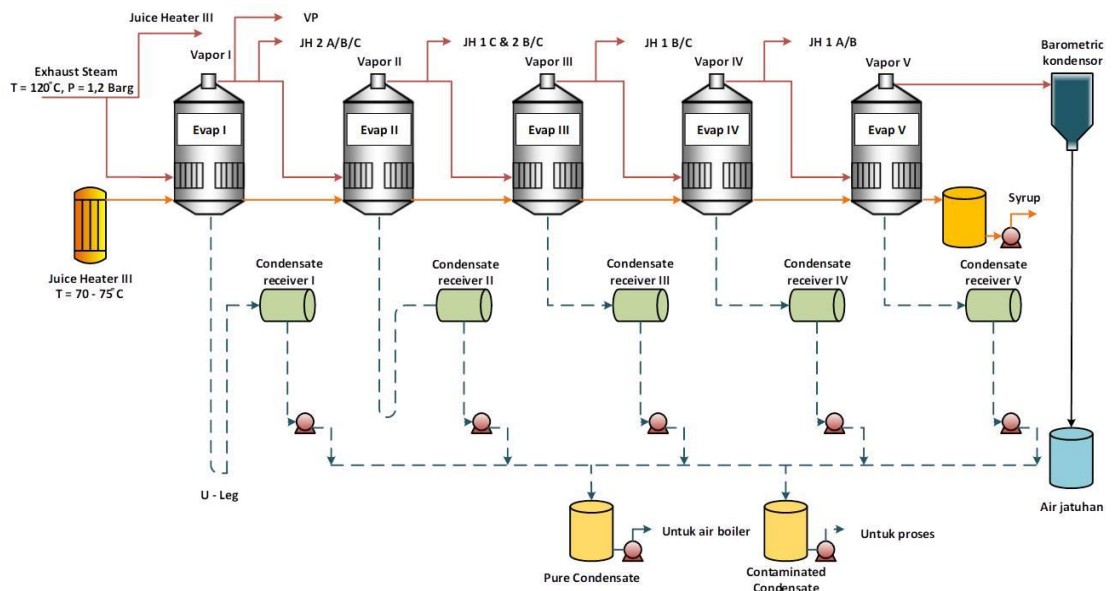 Juice Heater III
VP
JH 2 A/B/C
JH 1 C & 2 B/C
JH 1 B/C
JH 1 A/B
Barometric
kondensor
Exhaust Steam
T = 120°C, P = 1,2 Barg
Vapor I
Vapor II
Vapor III
Vapor IV
Vapor V
Evap I
Evap II
Evap III
Evap IV
Evap V
Syrup
Juice Heater III
T = 70 - 75°C
Condensate
receiver I
Condensate
receiver II
Condensate
receiver III
Condensate
receiver IV
Condensate
receiver V
U - Leg
Air jatuhan
Untuk air boiler
Untuk proses
Pure Condensate
Contaminated
Condensate